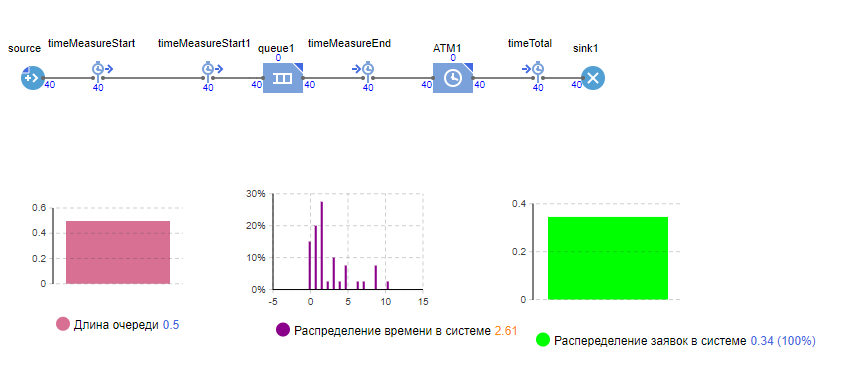 source timeMeasureStart timeMeasureStart1 queue1 timeMeasureEnd ATM1 timeTotal sink1
0 0
40 40 40 40 40 40 40 40 40 40 40
0.6
0.4
0.2
0
30%
20%
10%
0%
-5 0 5 10 15
0.4
0.2
0
Длина очереди 0.5
Распределение времени в системе 2.61
Распеределение заявок в системе 0.34 (100%)